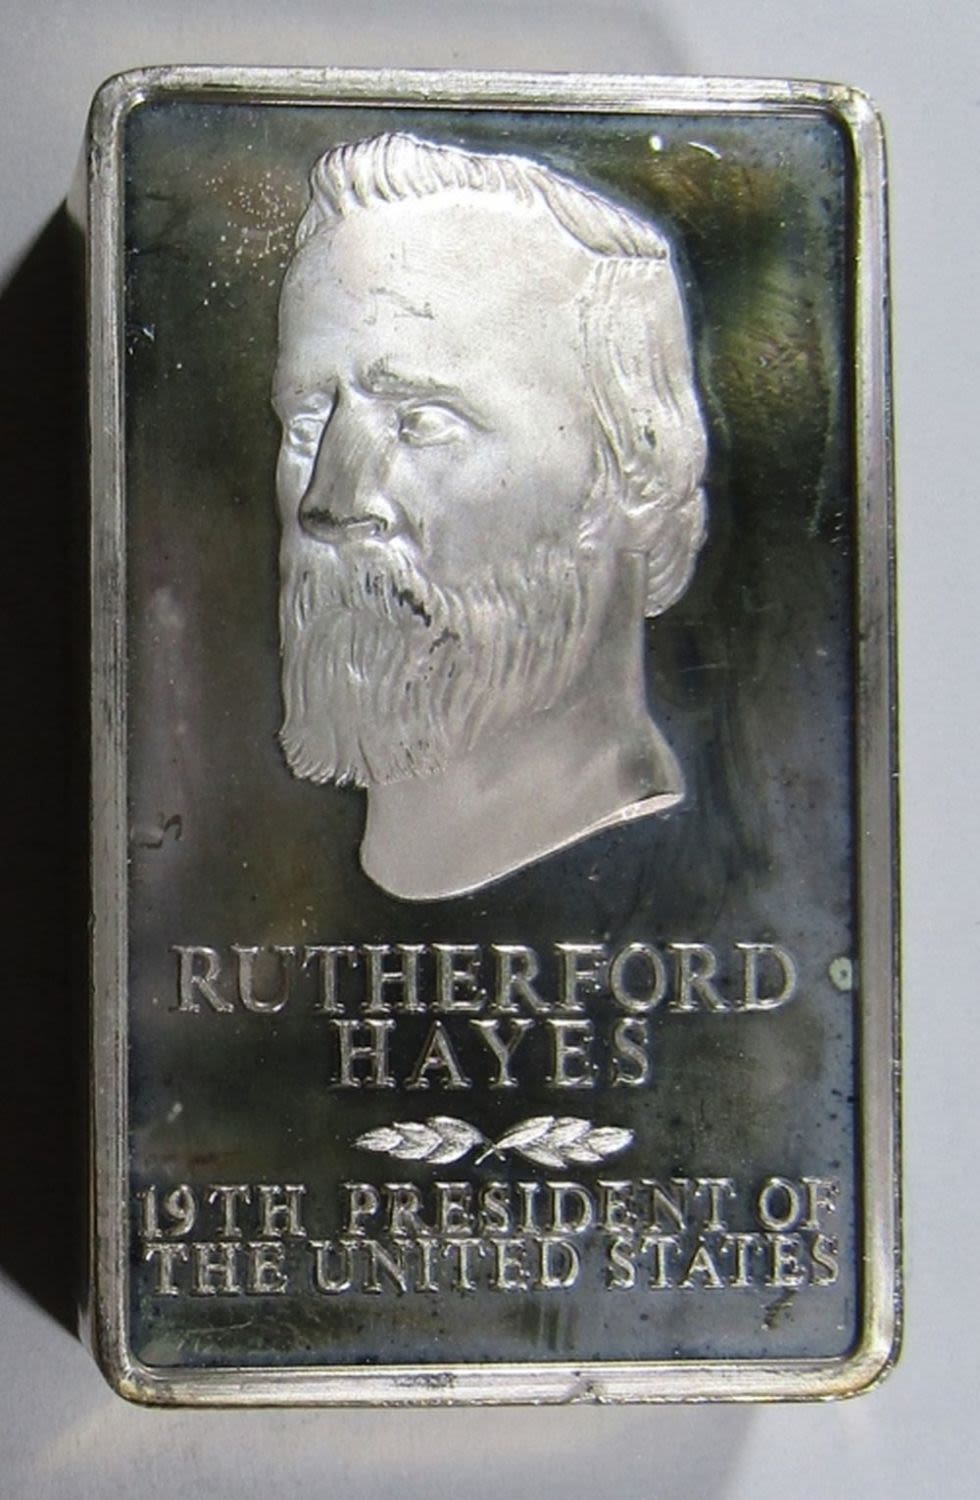 RUTHERFORD
HAYES
19TH PRESIDENT OF
THE UNITED STATES